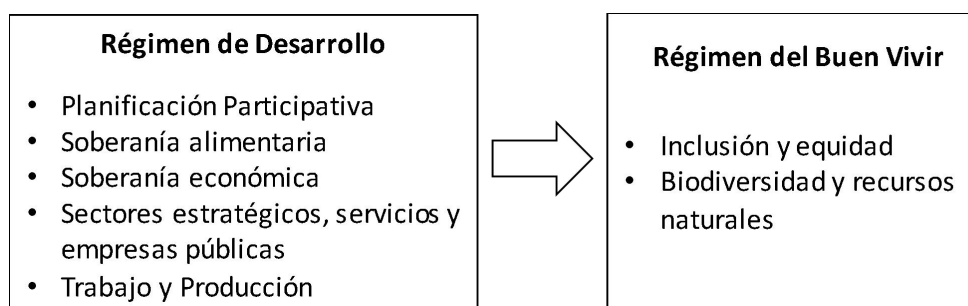 Régimen de Desarrollo
• Planificación Participativa
• Soberanía alimentaria
• Soberanía económica
• Sectores estratégicos, servicios y
empresas públicas
• Trabajo y Producción
Régimen del Buen Vivir
• Inclusión y equidad
• Biodiversidad y recursos
naturales